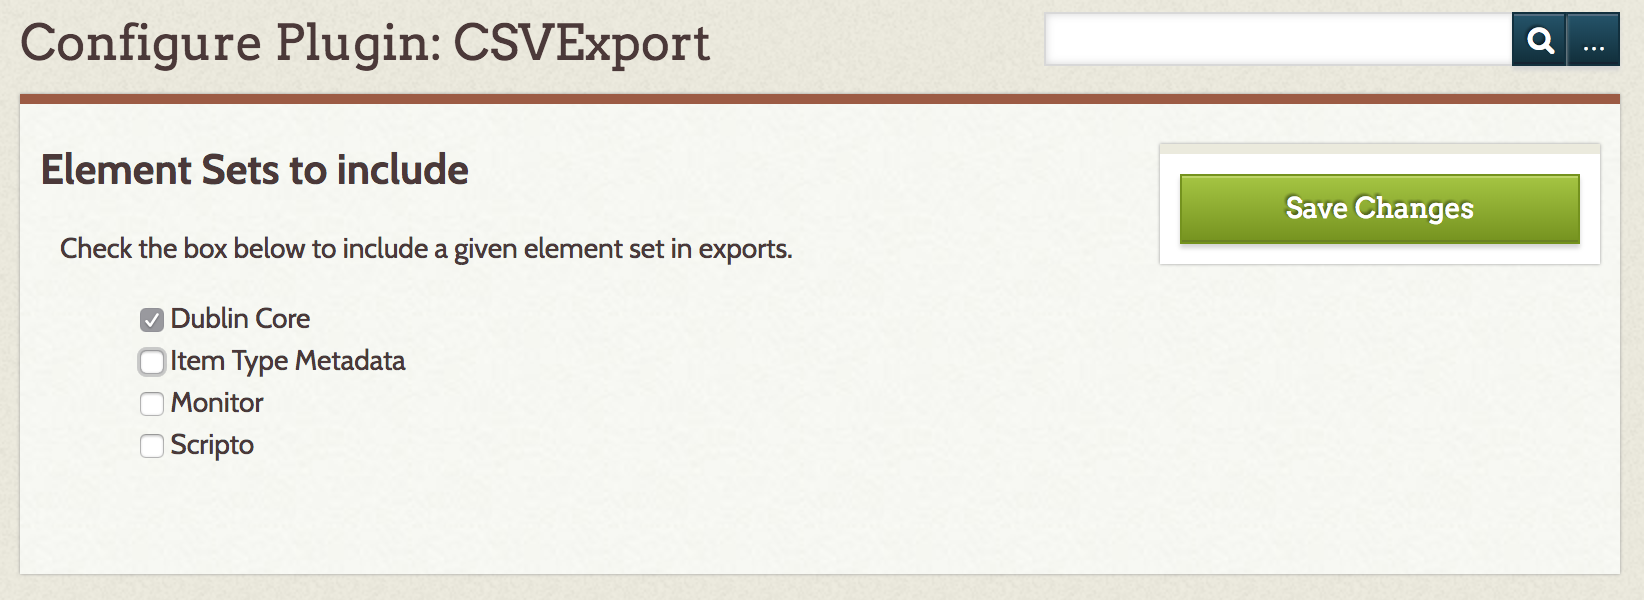 Configure Plugin: CSVExport
...
Element Sets to include
Save Changes
Check the box below to include a given element set in exports.
Dublin Core
Item Type Metadata
Monitor
Scripto